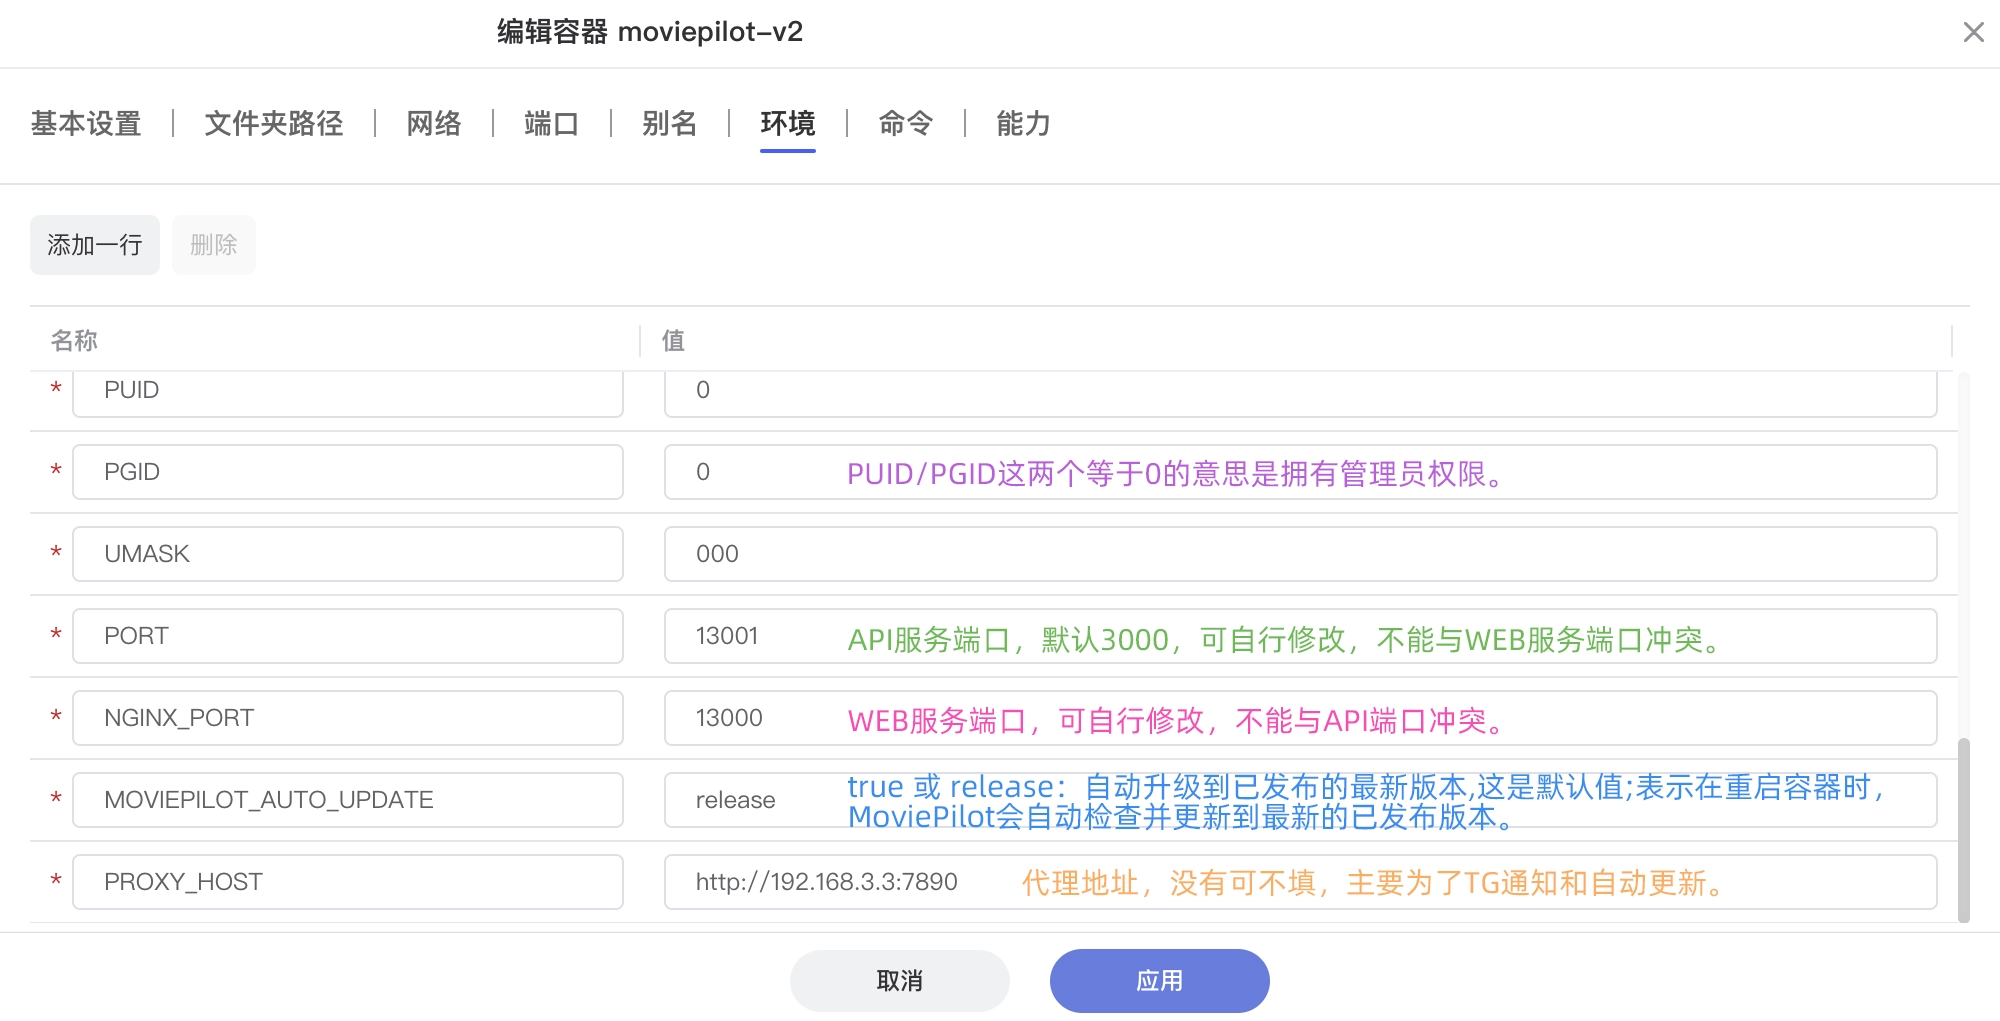 编辑容器 moviepilot-v2
基本设置 文件夹路径 网络 端口 别名 环境 命令 能力
添加一行 删除
名称 值
* PUID 0
* PGID 0 PUID/PGID这两个等于0的意思是拥有管理员权限。
* UMASK 000
* PORT 13001 API服务端口，默认3000，可自行修改，不能与WEB服务端口冲突。
* NGINX_PORT 13000 WEB服务端口，可自行修改，不能与API端口冲突。
* MOVIEPILOT_AUTO_UPDATE release true 或 release：自动升级到已发布的最新版本,这是默认值;表示在重启容器时，
MoviePilot会自动检查并更新到最新的已发布版本。
* PROXY_HOST http://192.168.3.3:7890 代理地址，没有可不填，主要为了TG通知和自动更新。
取消 应用